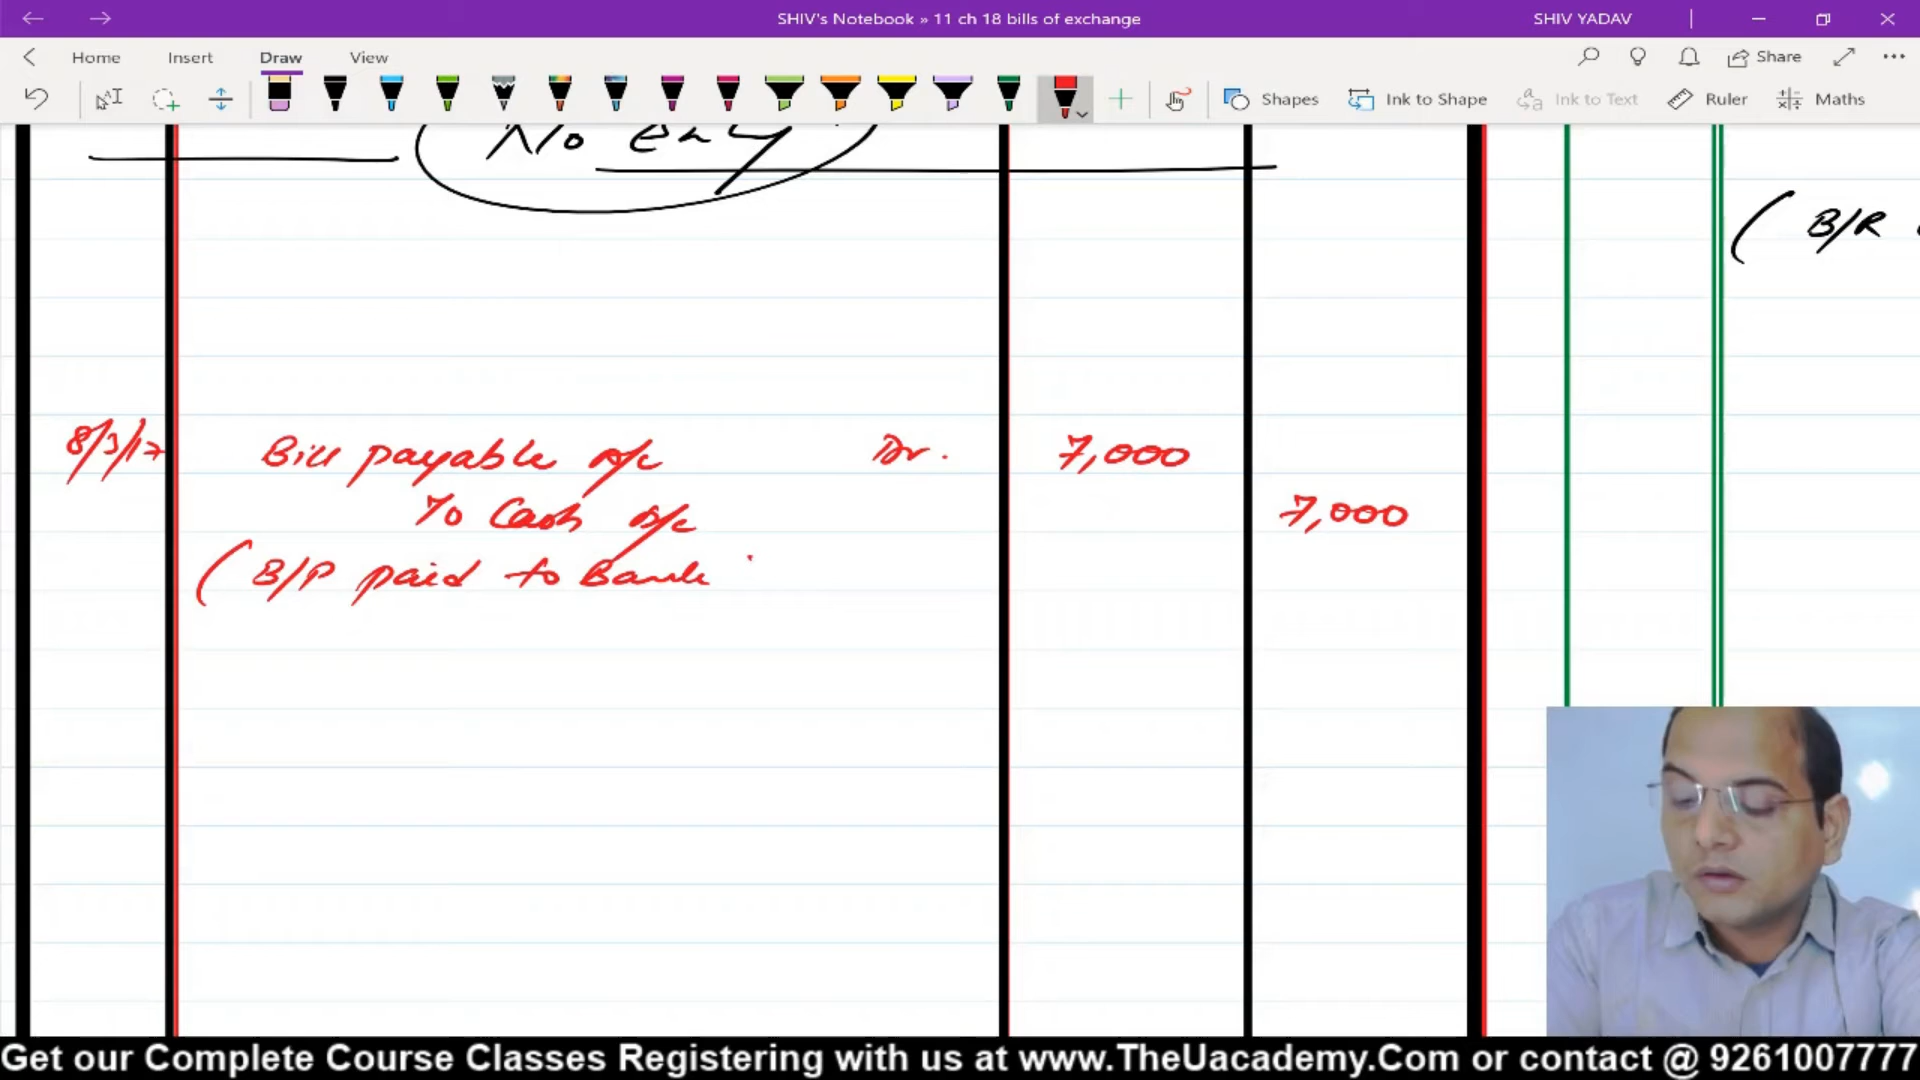 SHIV's Notebook » 11 ch 18 bills of exchange
SHIV YADAV
Home Insert Draw View
Share
Shapes
Ink to Shape
Ink to Text
Ruler
Maths
No
( B/R
8/3/17 Bill payable A/c Dr. 7,000
To Cash A/c 7,000
( B/P paid to Bank
Get our Complete Course Classes Registering with us at www.TheUacademy.Com or contact @ 9261007777